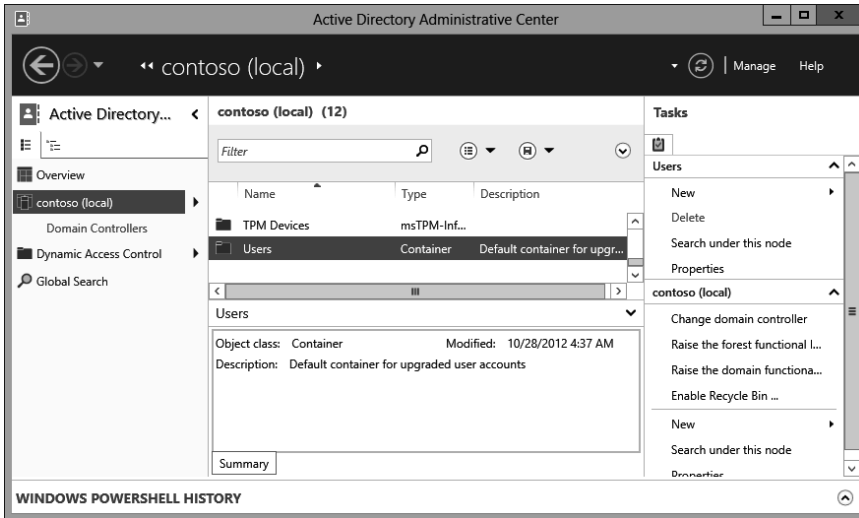 Active Directory Administrative Center
contoso (local)
Manage Help
Active Directory...
Overview
contoso (local)
Domain Controllers
Dynamic Access Control
Global Search
contoso (local) (12)
Filter
Name Type Description
TPM Devices msTPM-Inf...
Users Container Default container for upgr...
Users
Object class: Container Modified: 10/28/2012 4:37 AM
Description: Default container for upgraded user accounts
Summary
Tasks
Users
New
Delete
Search under this node
Properties
contoso (local)
Change domain controller
Raise the forest functional l...
Raise the domain functiona...
Enable Recycle Bin ...
New
Search under this node
Properties
WINDOWS POWERSHELL HISTORY